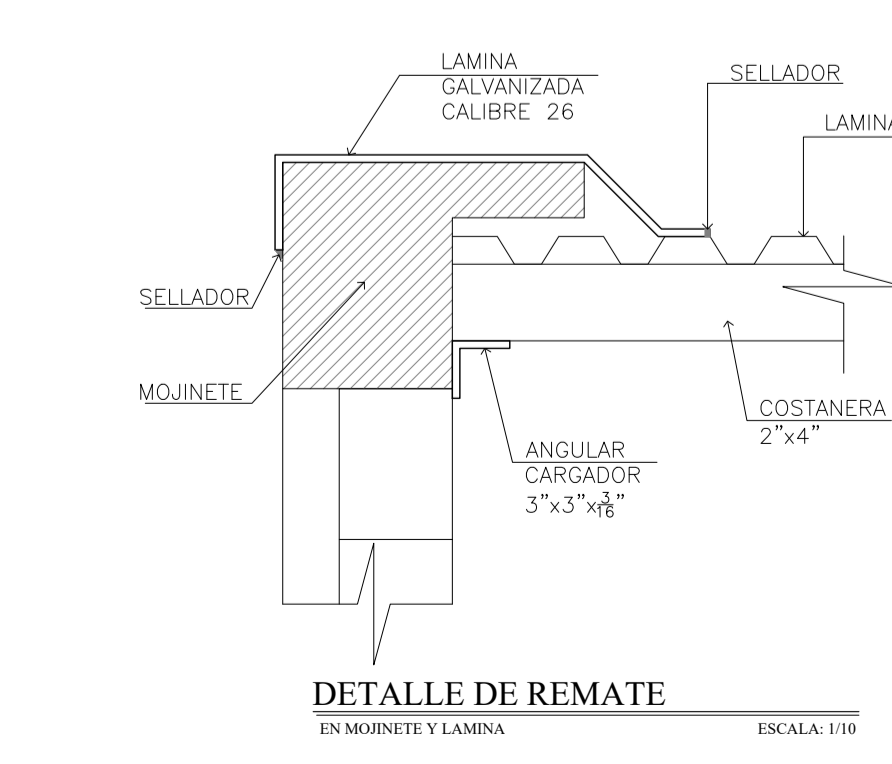 LAMINA
GALVANIZADA
CALIBRE 26
SELLADOR
LAMINA
SELLADOR
MOJINETE
COSTANERA
2”x4”
ANGULAR
CARGADOR
3”x3”x3/16”
DETALLE DE REMATE
EN MOJINETE Y LAMINA
ESCALA: 1/10